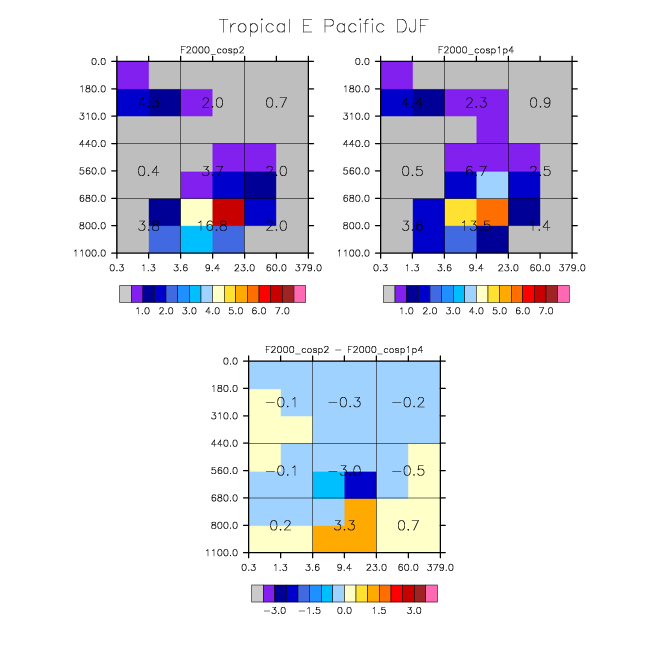 Tropical E Pacific DJF
F2000_cosp2 F2000_cosp1p4
0.0 0.0
180.0 2.0 0.7 180.0 4.4 2.3 0.9
310.0 310.0
440.0 440.0
560.0 0.4 3.7 2.0 560.0 0.5 6.7 2.5
680.0 680.0
800.0 3.8 16.8 2.0 800.0 3.6 13.5 1.4
1100.0 1100.0
0.3 1.3 3.6 9.4 23.0 60.0 379.0 0.3 1.3 3.6 9.4 23.0 60.0 379.0
1.0 2.0 3.0 4.0 5.0 6.0 7.0 1.0 2.0 3.0 4.0 5.0 6.0 7.0
F2000_cosp2 − F2000_cosp1p4
0.0
180.0 −0.1 −0.3 −0.2
310.0
440.0
560.0 −0.1 −3.0 −0.5
680.0
800.0 0.2 3.3 0.7
1100.0
0.3 1.3 3.6 9.4 23.0 60.0 379.0
−3.0 −1.5 0.0 1.5 3.0